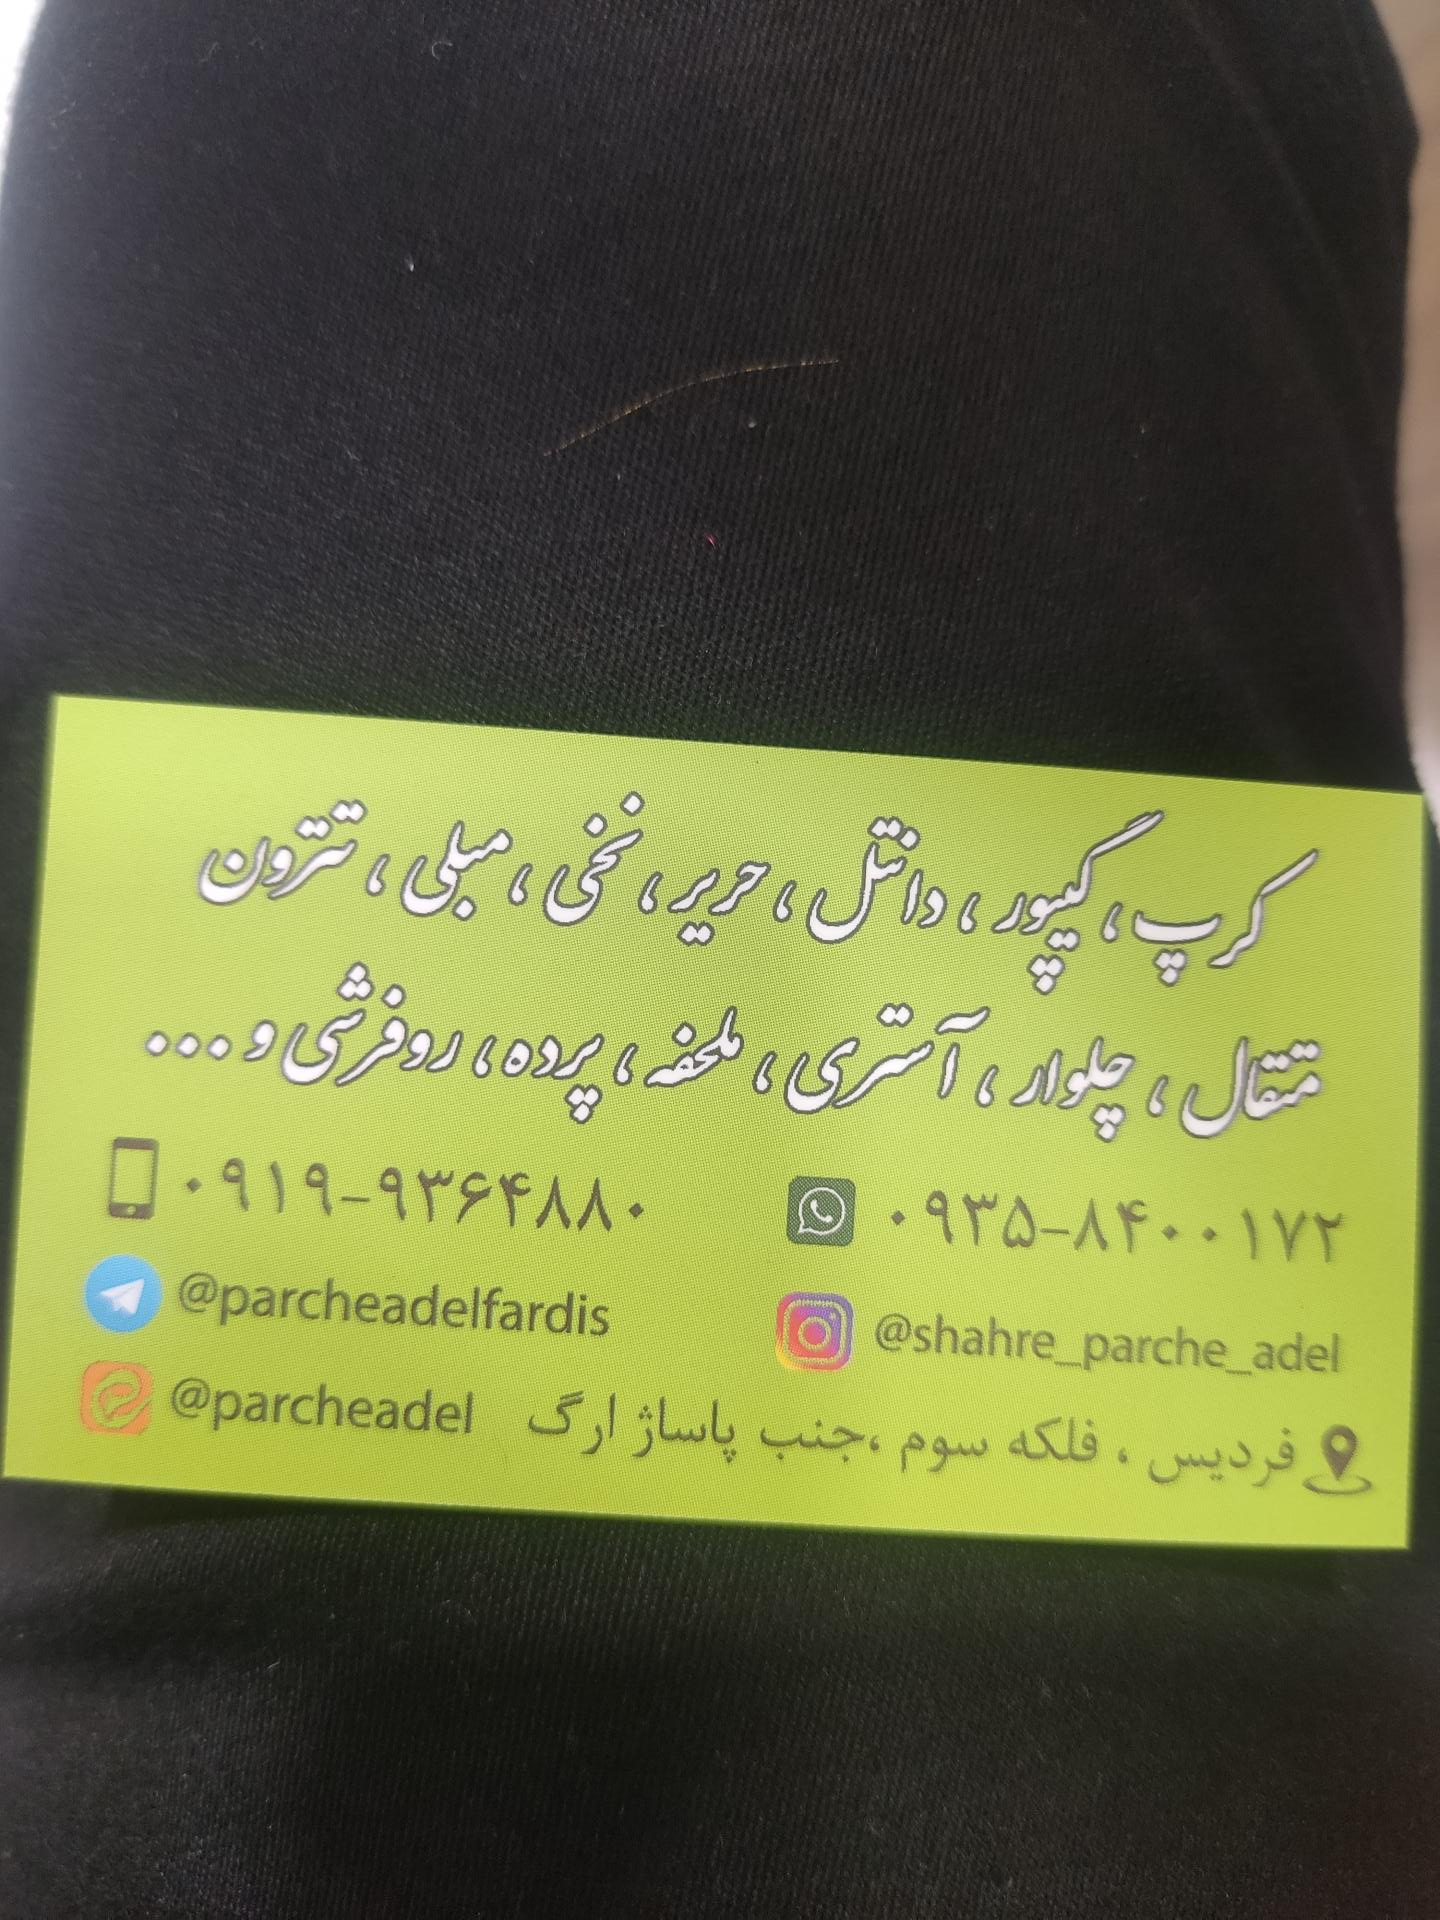 کرپ ، گیپور ، دانتل ، حریر ، نخی ، مبلی ، تترون
متقال ، چلوار ، آستری ، ملحفه ، پرده ، روفرشی و ...
۰۹۱۹-۹۳۶۴۸۸۰ ۰۹۳۵-۸۴۰۰۱۷۲
@parcheadelfardis @shahre_parche_adel
@parcheadel فردیس ، فلکه سوم ،جنب پاساژ ارگ